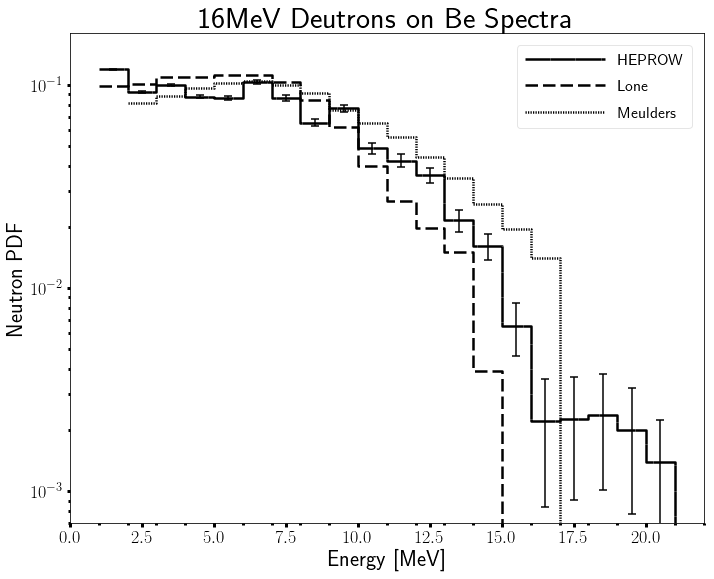 16MeV Deutrons on Be Spectra
HEPROW
Lone
Meulders
Neutron PDF
10⁻¹
10⁻²
10⁻³
0.0 2.5 5.0 7.5 10.0 12.5 15.0 17.5 20.0
Energy [MeV]